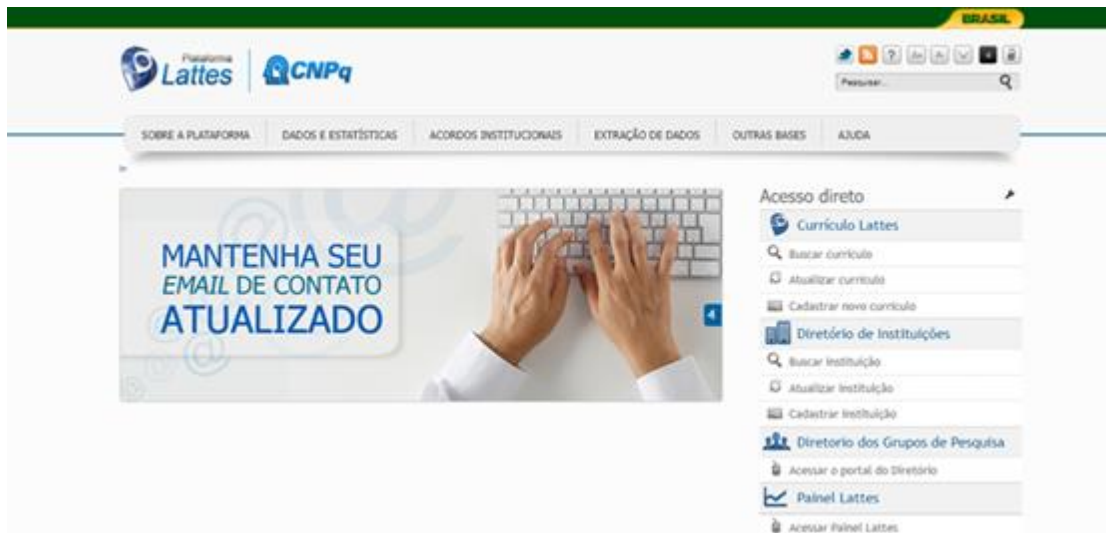 BRASIL
Plataforma
Lattes
CNPq
Pesquisar...
SOBRE A PLATAFORMA
DADOS E ESTATÍSTICAS
ACORDOS INSTITUCIONAIS
EXTRAÇÃO DE DADOS
OUTRAS BASES
AJUDA
MANTENHA SEU
EMAIL DE CONTATO
ATUALIZADO
4
Acesso direto
Currículo Lattes
Buscar currículo
Atualizar currículo
Cadastrar novo currículo
Diretório de Instituições
Buscar Instituição
Atualizar Instituição
Cadastrar Instituição
Diretorio dos Grupos de Pesquisa
Acessar o portal do Diretório
Painel Lattes
Acessar Painel Lattes